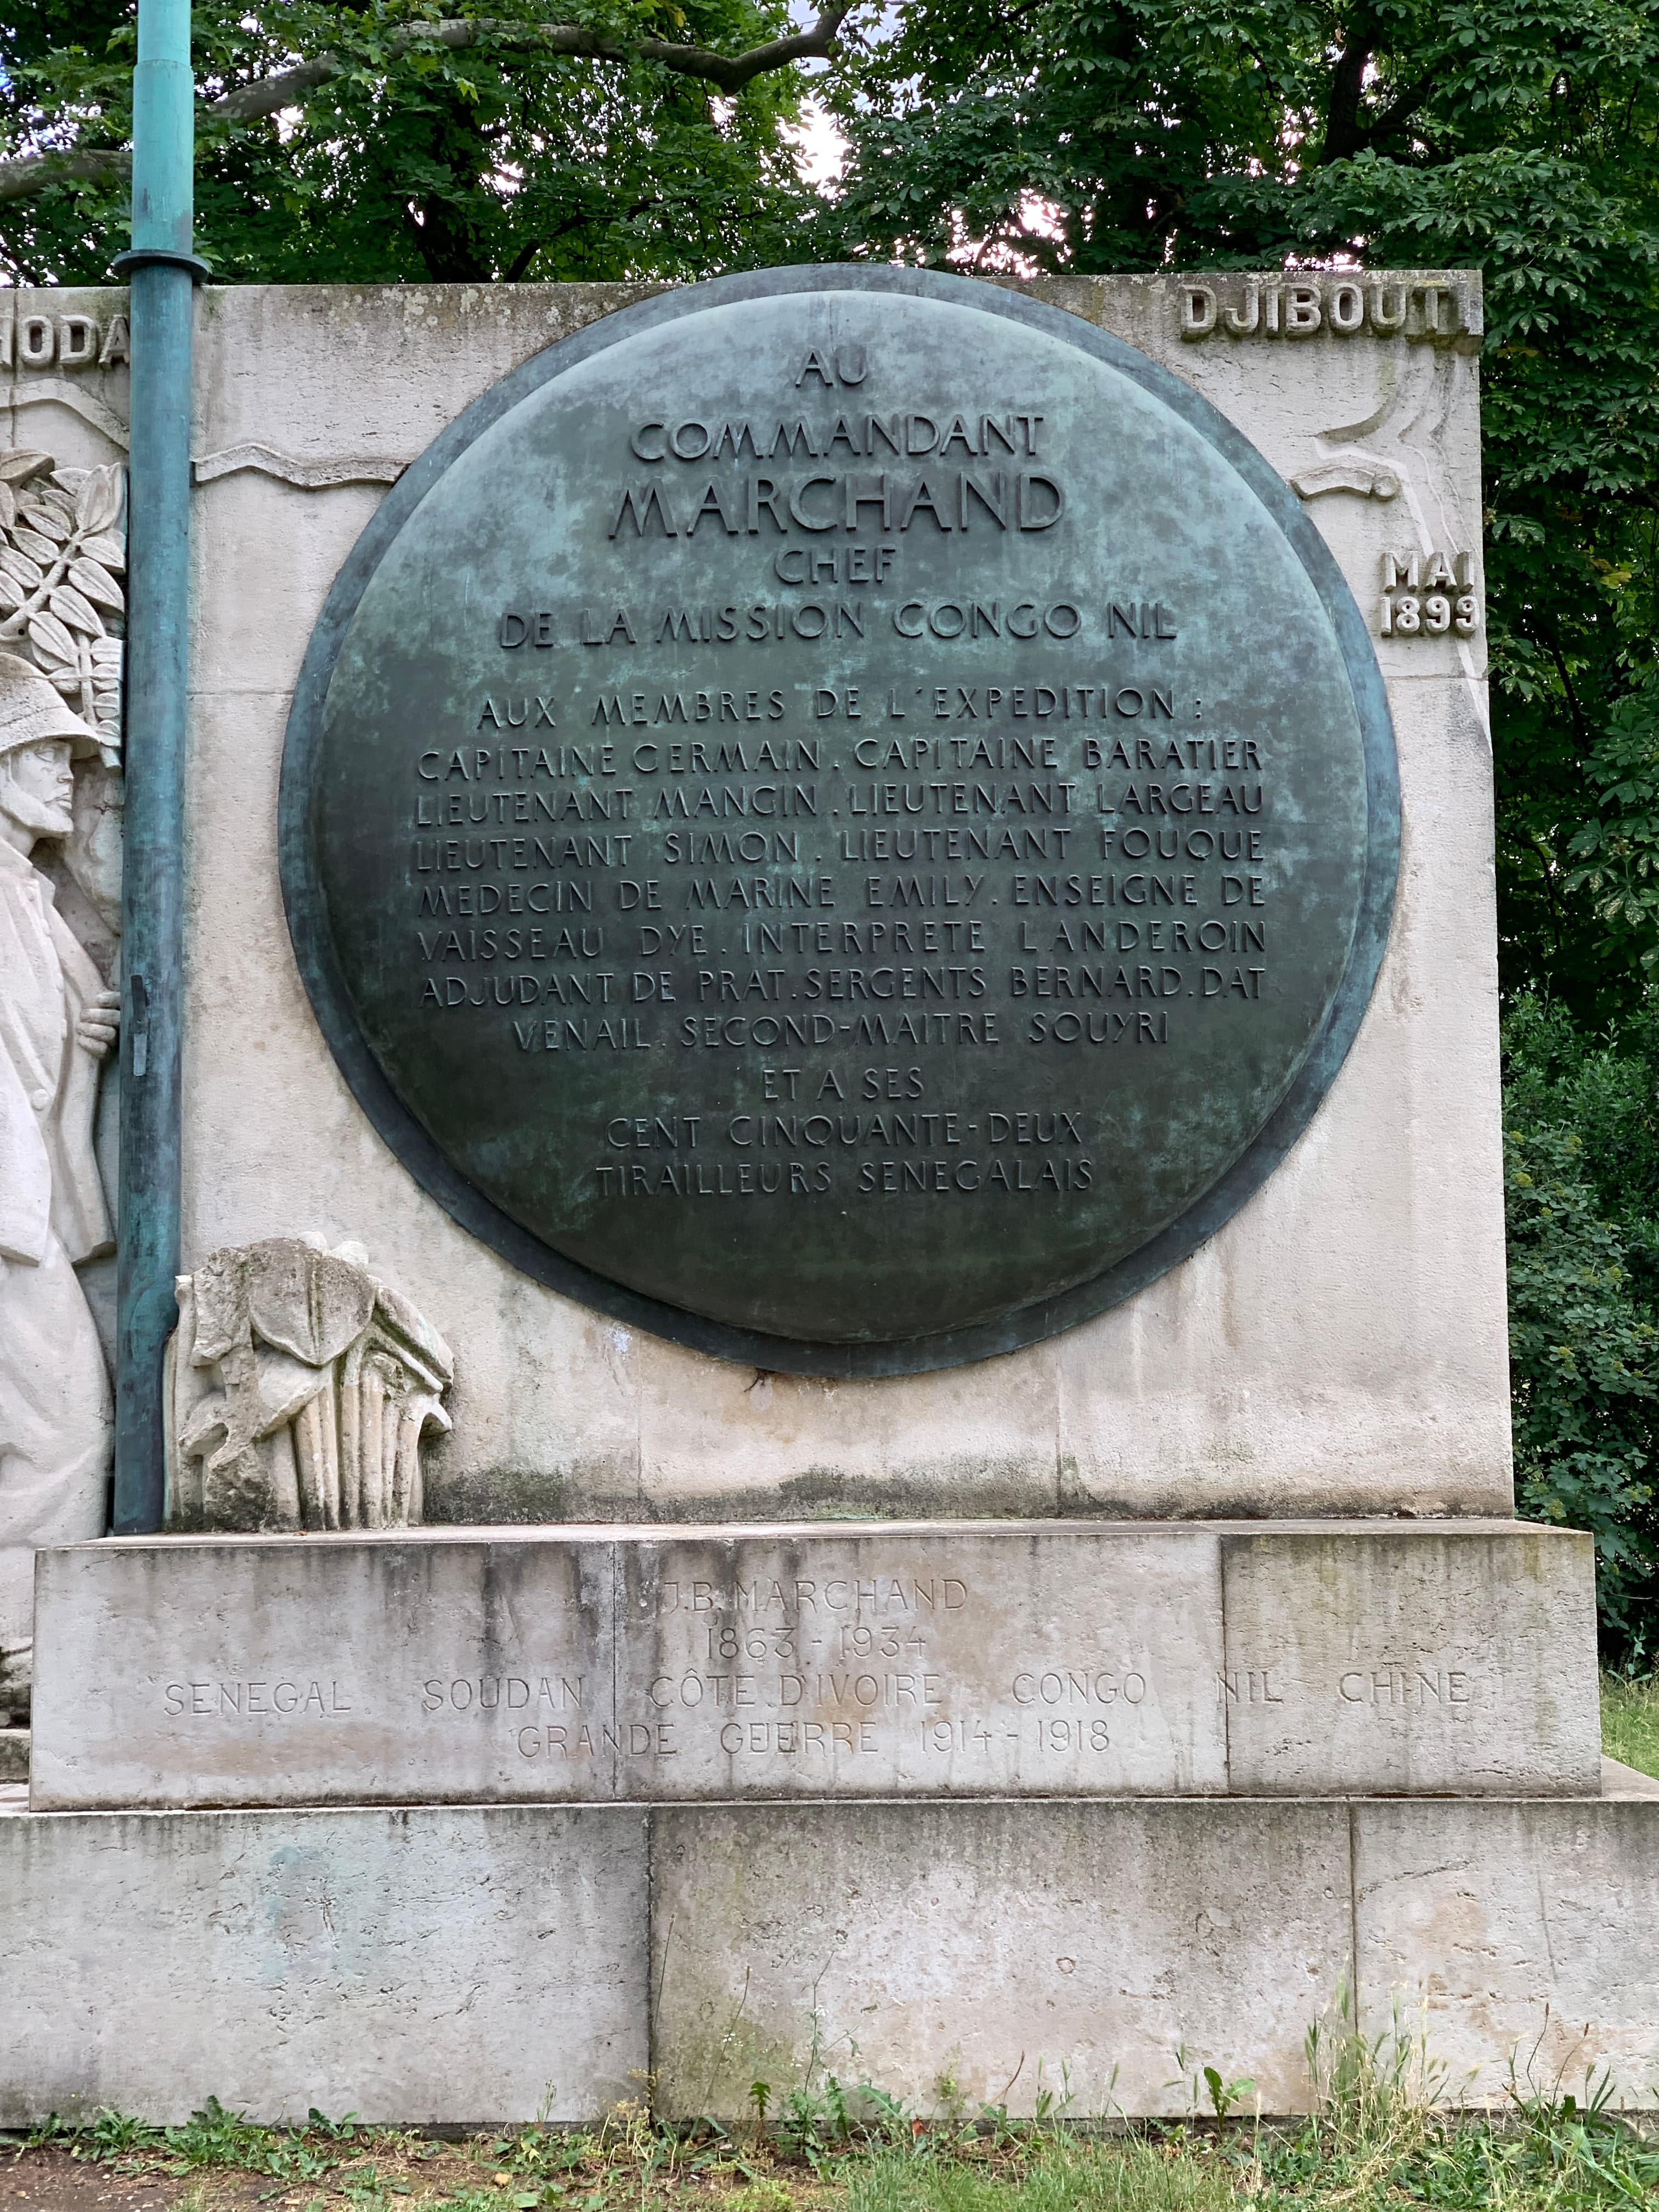 HODA
DJIBOUTI
MAI
1899
AU
COMMANDANT
MARCHAND
CHEF
DE LA MISSION CONGO NIL
AUX MEMBRES DE L'EXPEDITION :
CAPITAINE GERMAIN . CAPITAINE BARATIER
LIEUTENANT MANGIN . LIEUTENANT LARGEAU
LIEUTENANT SIMON . LIEUTENANT FOUQUE
MEDECIN DE MARINE EMILY . ENSEIGNE DE
VAISSEAU DYE . INTERPRETE LANDEROIN
ADJUDANT DE PRAT . SERGENTS BERNARD . DAT
VENAIL . SECOND-MAITRE SOUYRI
ET A SES
CENT CINQUANTE-DEUX
TIRAILLEURS SENEGALAIS
J.B. MARCHAND
1863 - 1934
SENEGAL SOUDAN CÔTE D'IVOIRE CONGO NIL CHINE
GRANDE GUERRE 1914 - 1918